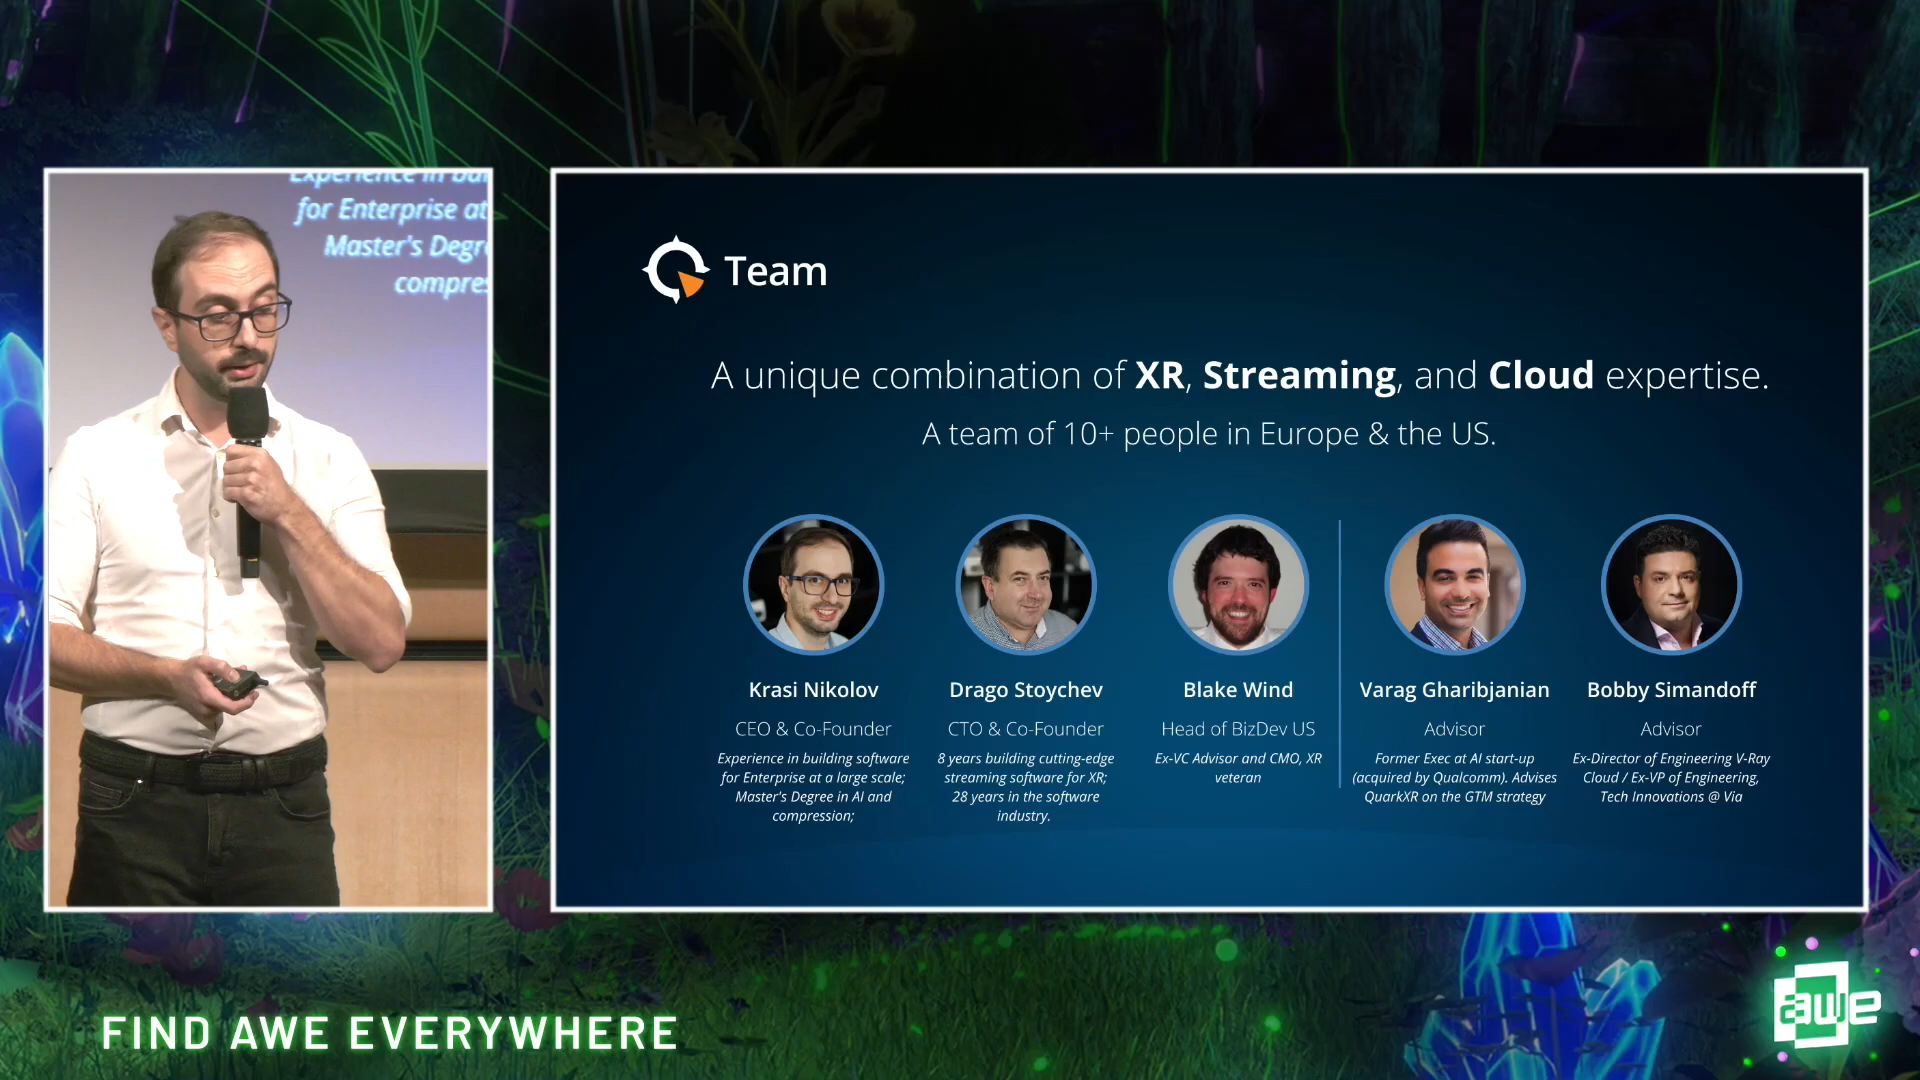 Experience in bui
for Enterprise at
Master's Degr
compres
Team
A unique combination of XR, Streaming, and Cloud expertise.
A team of 10+ people in Europe & the US.
Krasi Nikolov
CEO & Co-Founder
Experience in building software
for Enterprise at a large scale;
Master's Degree in AI and
compression;
Drago Stoychev
CTO & Co-Founder
8 years building cutting-edge
streaming software for XR;
28 years in the software
industry.
Blake Wind
Head of BizDev US
Ex-VC Advisor and CMO, XR
veteran
Varag Gharibjanian
Advisor
Former Exec at AI start-up
(acquired by Qualcomm). Advises
QuarkXR on the GTM strategy
Bobby Simandoff
Advisor
Ex-Director of Engineering V-Ray
Cloud / Ex-VP of Engineering,
Tech Innovations @ Via
FIND AWE EVERYWHERE
awe